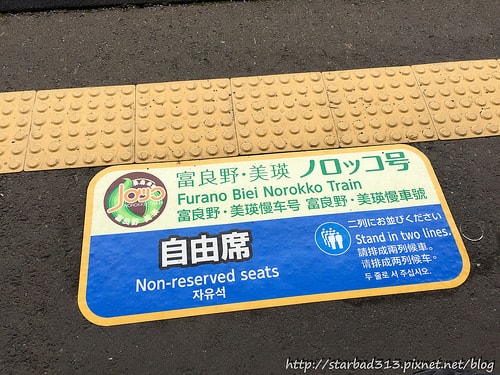 富良野・美瑛 ノロッコ号
Furano Biei Norokko Train
富良野・美瑛慢车号 富良野・美瑛慢車號
自由席
Non-reserved seats
자유석
二列にお並びください
Stand in two lines.
請排成兩列候車。
请排成两列候车。
두 줄로 서 주십시오.
http://starbad313.pixnet.net/blog